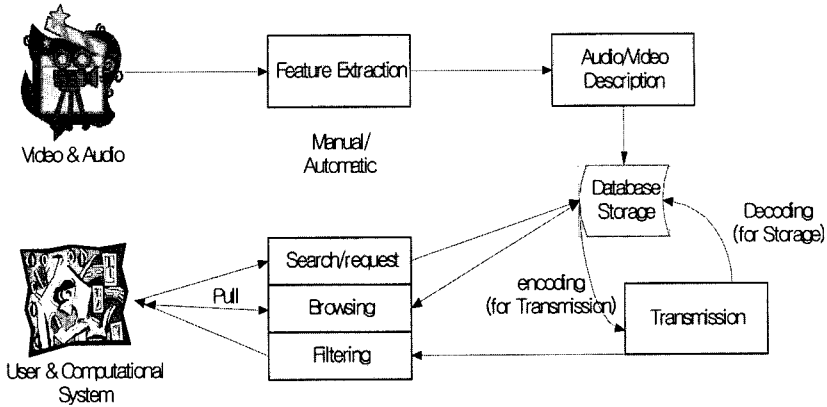 Feature Extraction
Audio/Video
Description
Video & Audio
Manual/
Automatic
Database
Storage
Decoding
(for Storage)
Search/request
encoding
(for Transmission)
Pull
Browsing
Transmission
Filtering
User & Computational
System